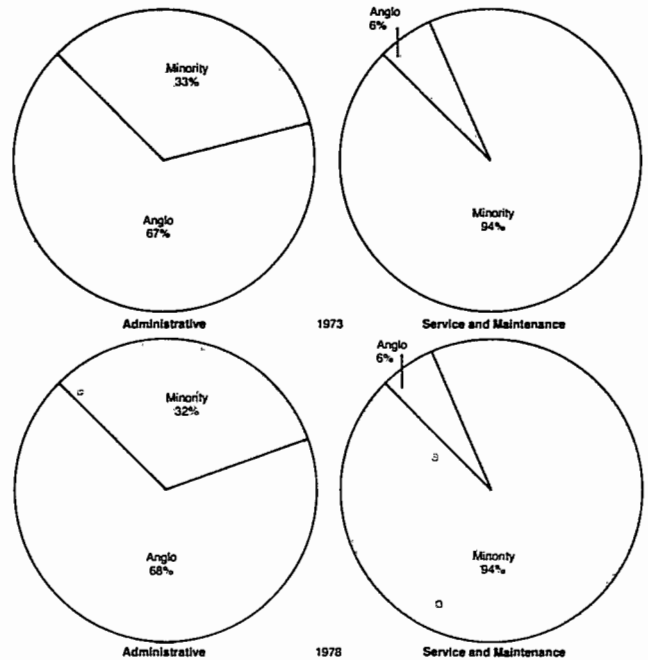 Anglo
6%
Minority
33%
Anglo
67%
Minority
94%
Administrative 1973 Service and Maintenance
Anglo
6%
Minority
32%
Anglo
68%
Minority
94%
Administrative 1978 Service and Maintenance